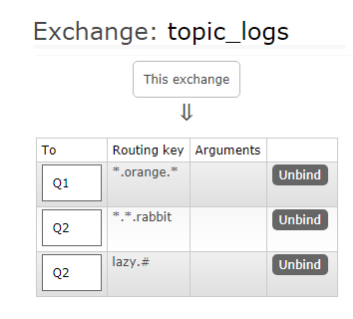 Exchange: topic_logs
This exchange
⇓
To Routing key Arguments
Q1 *.orange.* Unbind
Q2 *.*.rabbit Unbind
Q2 lazy.# Unbind